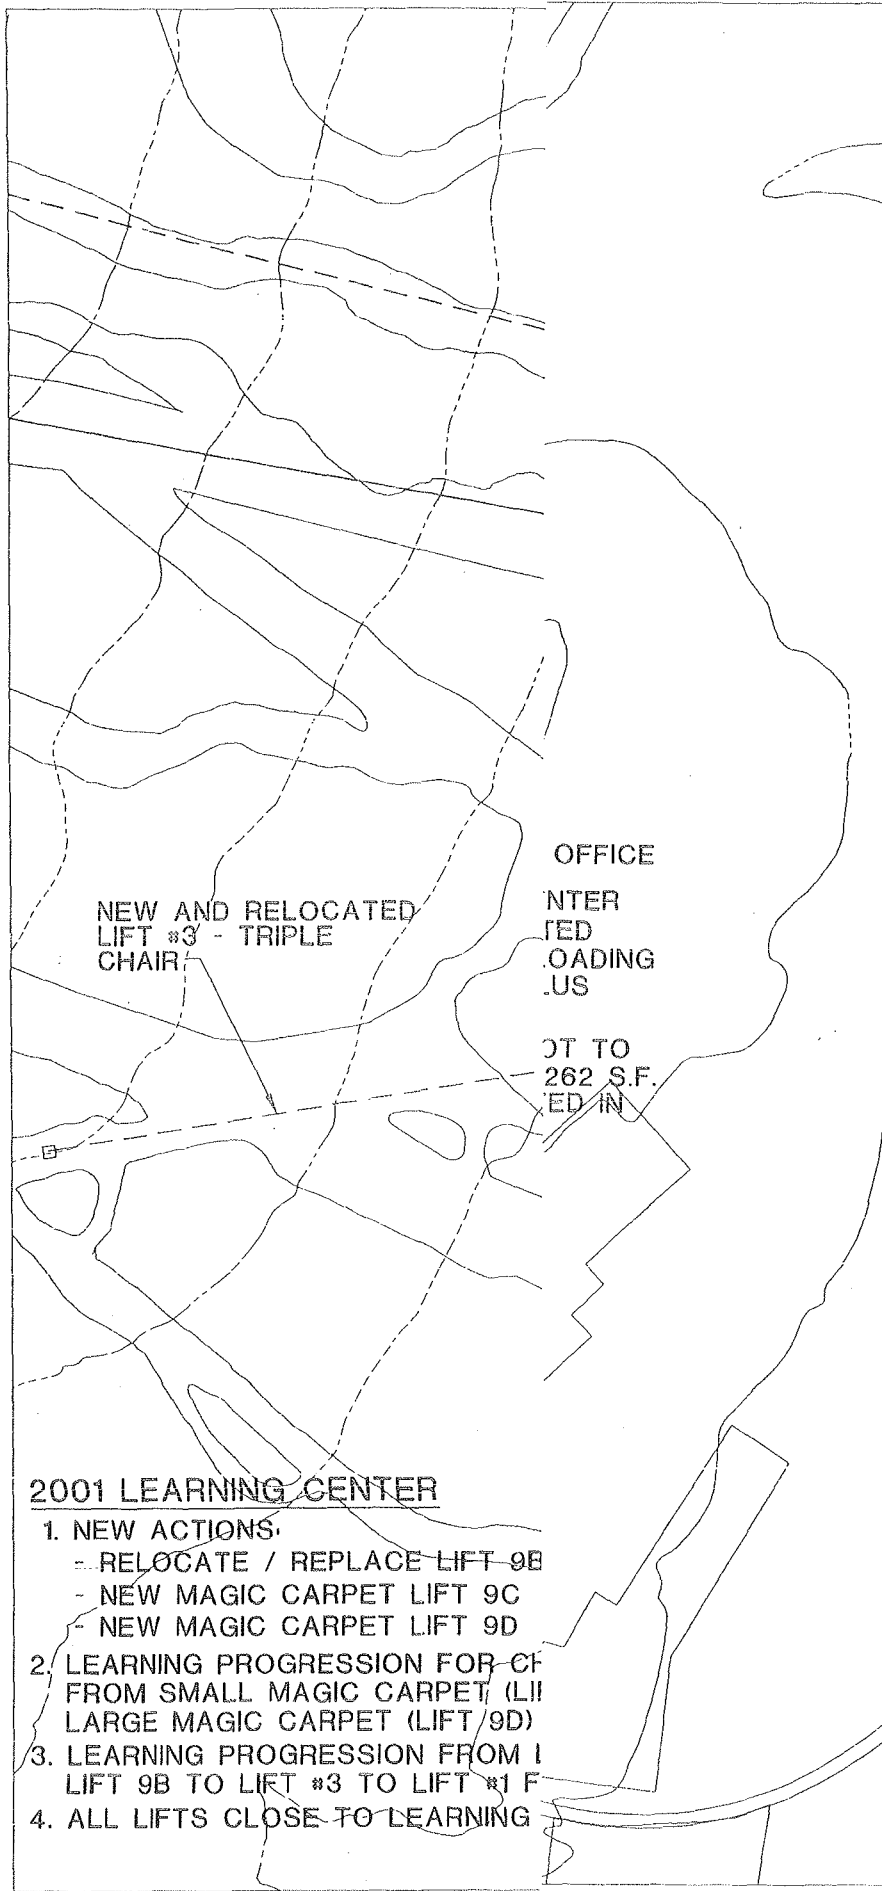 OFFICE
NEW AND RELOCATED
LIFT #3 - TRIPLE
CHAIR
NTER
TED
OADING
US
OT TO
262 S.F.
ED IN
2001 LEARNING CENTER
1. NEW ACTIONS:
- RELOCATE / REPLACE LIFT 9B
- NEW MAGIC CARPET LIFT 9C
- NEW MAGIC CARPET LIFT 9D
2. LEARNING PROGRESSION FOR CH
FROM SMALL MAGIC CARPET (LI
LARGE MAGIC CARPET (LIFT 9D)
3. LEARNING PROGRESSION FROM L
LIFT 9B TO LIFT #3 TO LIFT #1 F
4. ALL LIFTS CLOSE TO LEARNING